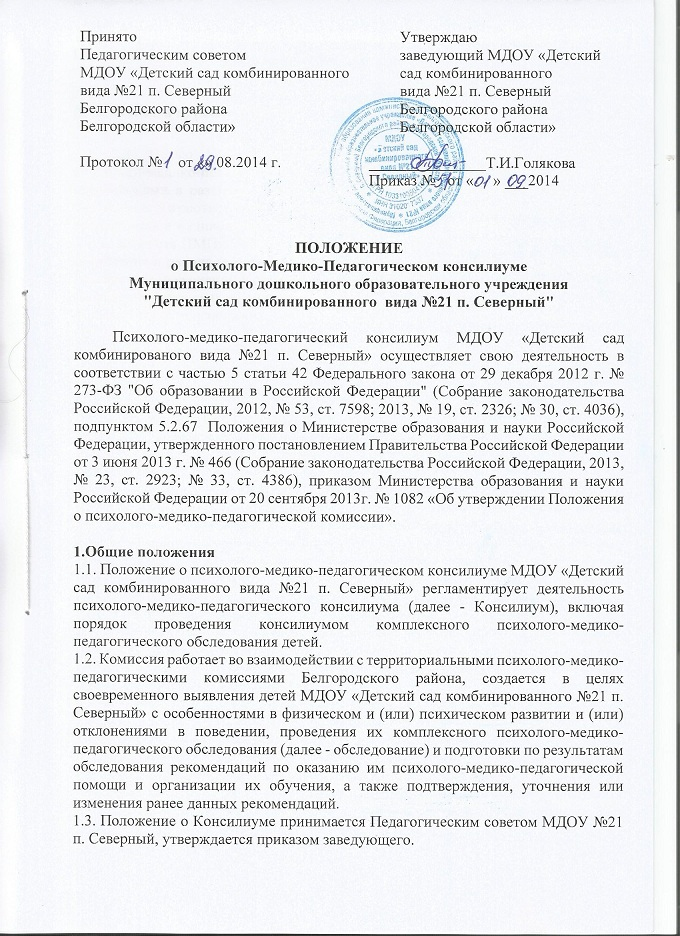 Принято
Педагогическим советом
МДОУ «Детский сад комбинированного
вида №21 п. Северный
Белгородского района
Белгородской области»
Протокол №1 от 29.08.2014 г.
Утверждаю
заведующий МДОУ «Детский
сад комбинированного
вида №21 п. Северный
Белгородского района
Белгородской области»
Т.И.Голякова
Приказ № от «01» 09 2014
МДОУ
ПОЛОЖЕНИЕ
о Психолого-Медико-Педагогическом консилиуме
Муниципального дошкольного образовательного учреждения
"Детский сад комбинированного вида №21 п. Северный"
Психолого-медико-педагогический консилиум МДОУ «Детский сад
комбинированого вида №21 п. Северный» осуществляет свою деятельность в
соответствии с частью 5 статьи 42 Федерального закона от 29 декабря 2012 г. №
273-ФЗ "Об образовании в Российской Федерации" (Собрание законодательства
Российской Федерации, 2012, № 53, ст. 7598; 2013, № 19, ст. 2326; № 30, ст. 4036),
подпунктом 5.2.67 Положения о Министерстве образования и науки Российской
Федерации, утвержденного постановлением Правительства Российской Федерации
от 3 июня 2013 г. № 466 (Собрание законодательства Российской Федерации, 2013,
№ 23, ст. 2923; № 33, ст. 4386), приказом Министерства образования и науки
Российской Федерации от 20 сентября 2013г. № 1082 «Об утверждении Положения
о психолого-медико-педагогической комиссии».
1.Общие положения
1.1. Положение о психолого-медико-педагогическом консилиуме МДОУ «Детский
сад комбинированного вида №21 п. Северный» регламентирует деятельность
психолого-медико-педагогического консилиума (далее - Консилиум), включая
порядок проведения консилиумом комплексного психолого-медико-
педагогического обследования детей.
1.2. Комиссия работает во взаимодействии с территориальными психолого-медико-
педагогическими комиссиями Белгородского района, создается в целях
своевременного выявления детей МДОУ «Детский сад комбинированного №21 п.
Северный» с особенностями в физическом и (или) психическом развитии и (или)
отклонениями в поведении, проведения их комплексного психолого-медико-
педагогического обследования (далее - обследование) и подготовки по результатам
обследования рекомендаций по оказанию им психолого-медико-педагогической
помощи и организации их обучения, а также подтверждения, уточнения или
изменения ранее данных рекомендаций.
1.3. Положение о Консилиуме принимается Педагогическим советом МДОУ №21
п. Северный, утверждается приказом заведующего.